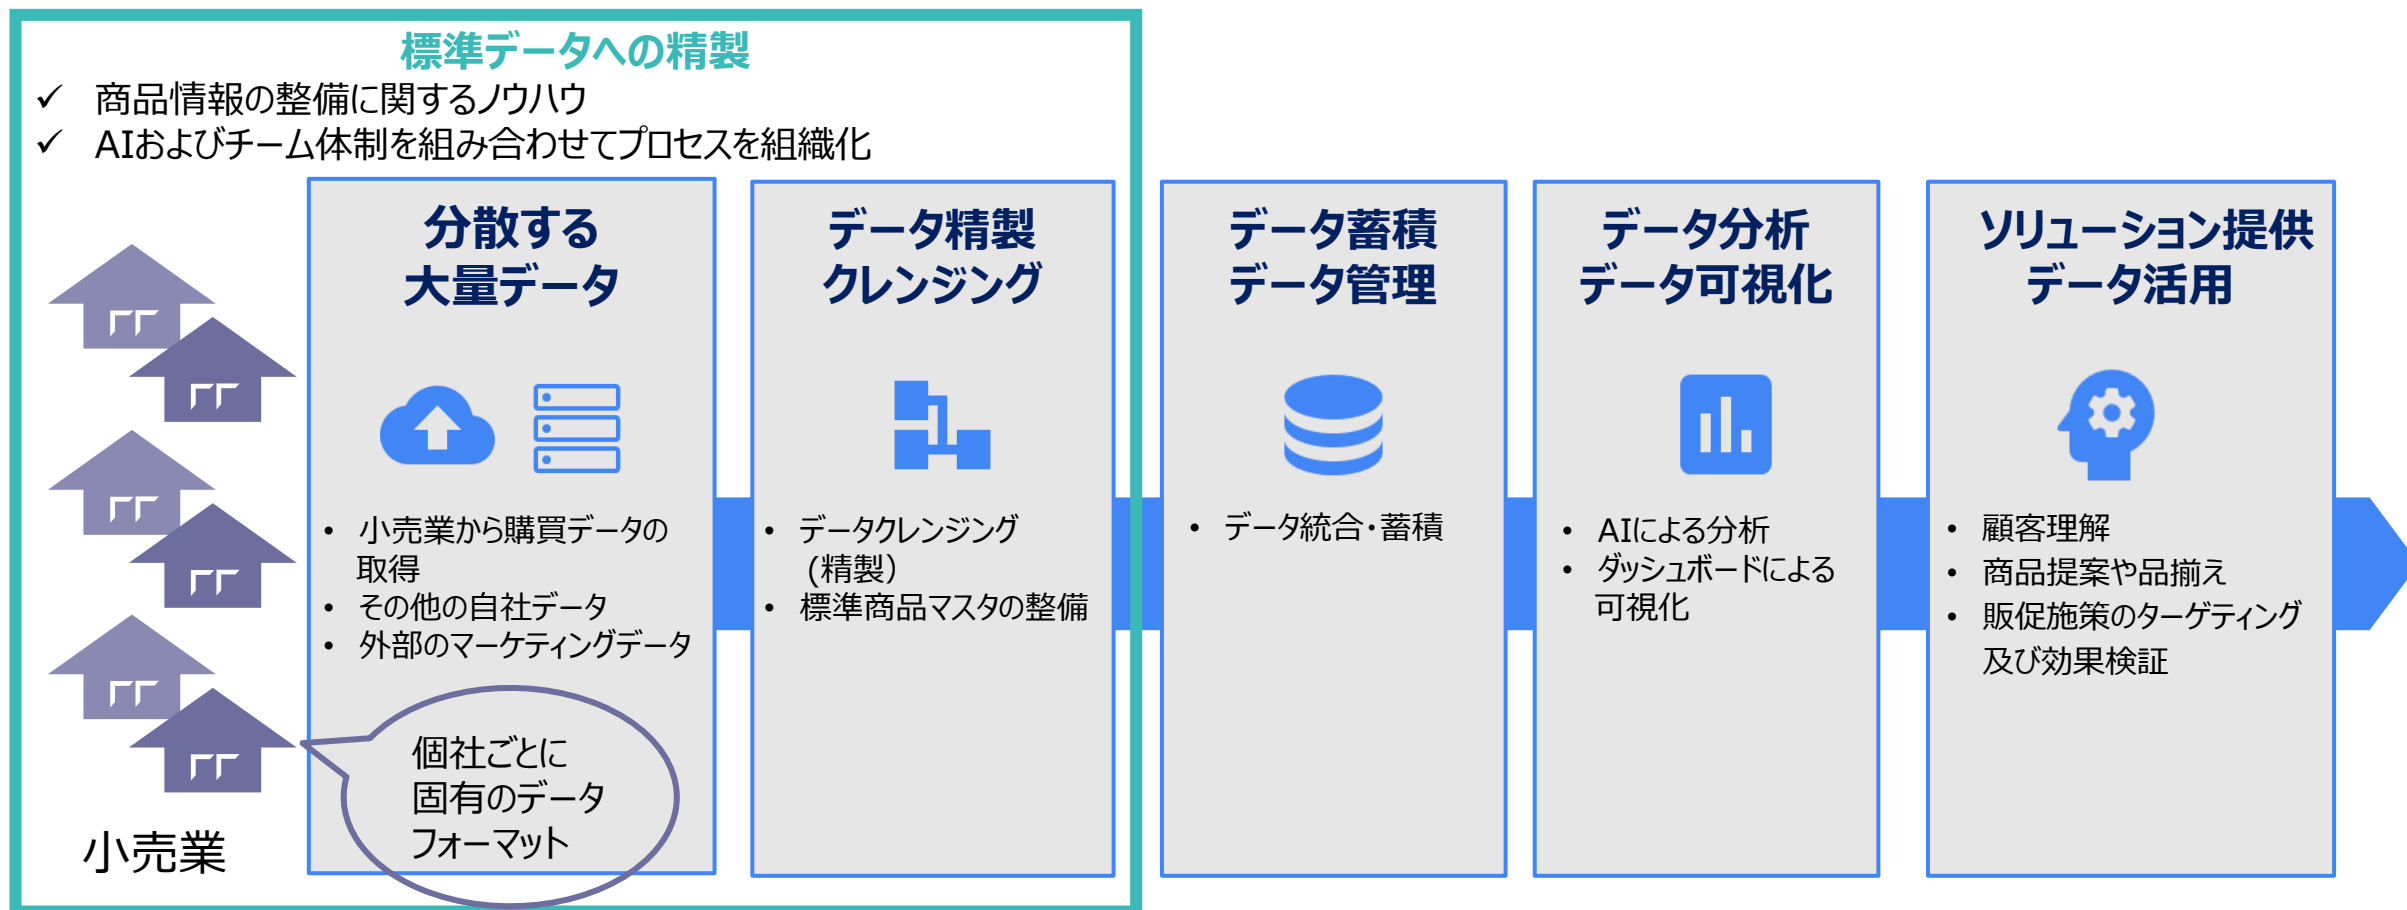 標準データへの精製
✓ 商品情報の整備に関するノウハウ
✓ AIおよびチーム体制を組み合わせてプロセスを組織化
小売業
分散する
大量データ
• 小売業から購買データの
取得
• その他の自社データ
• 外部のマーケティングデータ
個社ごとに
固有のデータ
フォーマット
データ精製
クレンジング
• データクレンジング
(精製）
• 標準商品マスタの整備
データ蓄積
データ管理
• データ統合・蓄積
データ分析
データ可視化
• AIによる分析
• ダッシュボードによる
可視化
ソリューション提供
データ活用
• 顧客理解
• 商品提案や品揃え
• 販促施策のターゲティング
及び効果検証